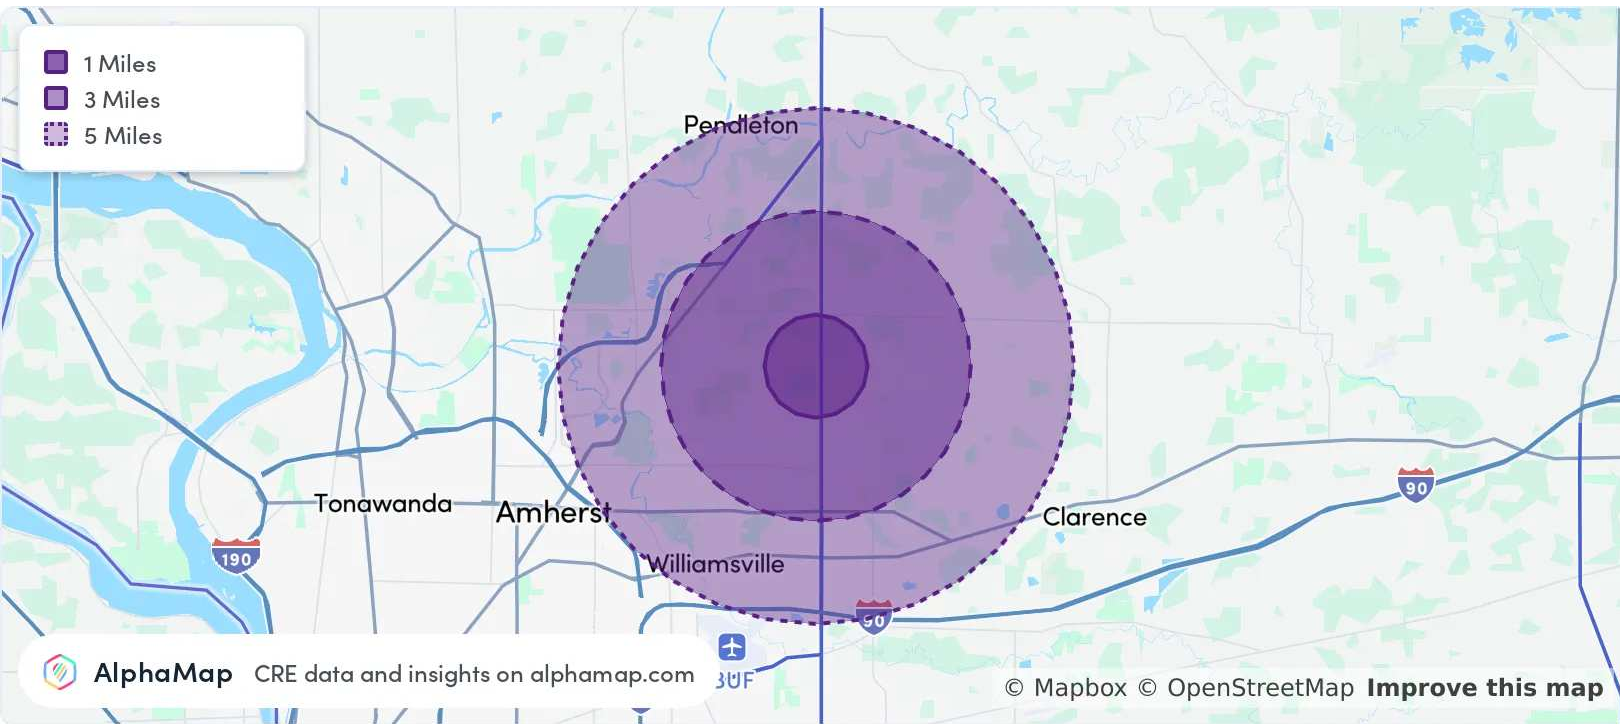 1 Miles
3 Miles
5 Miles
Pendleton
Tonawanda
Amherst
Williamsville
Clarence
90
190
90
BUF
AlphaMap CRE data and insights on alphamap.com
© Mapbox © OpenStreetMap Improve this map